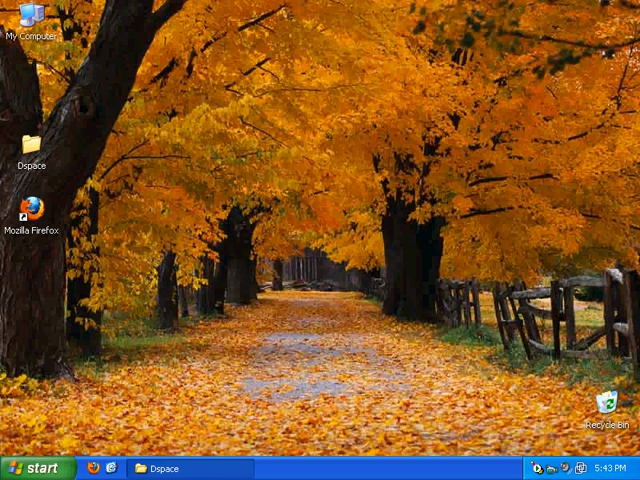 My Computer
Dspace
Mozilla Firefox
Recycle Bin
start
Dspace
5:43 PM